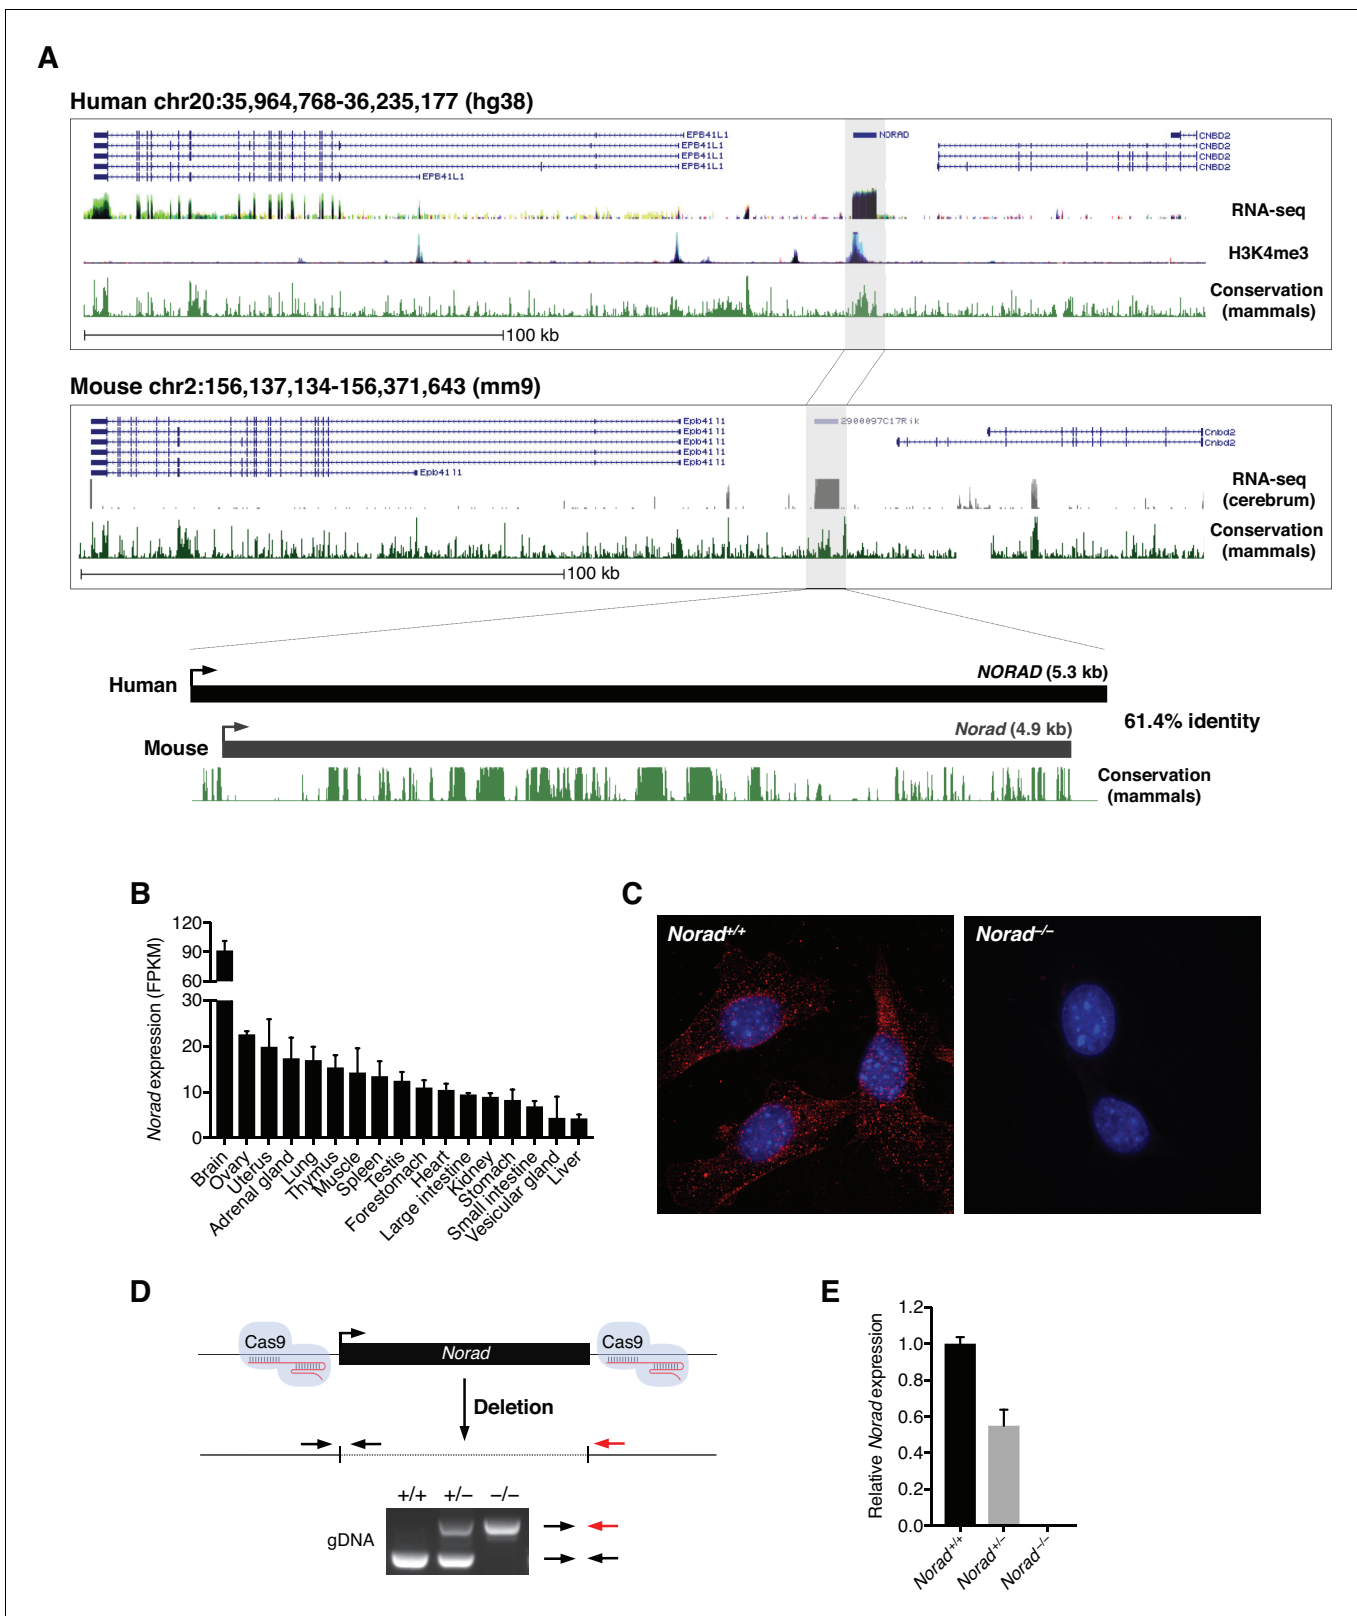 A
Human chr20:35,964,768-36,235,177 (hg38)
EPB41L1
EPB41L1
EPB41L1
EPB41L1
EPB41L1
NORAD
CNBD2
CNBD2
CNBD2
CNBD2
RNA-seq
H3K4me3
Conservation
(mammals)
100 kb
Mouse chr2:156,137,134-156,371,643 (mm9)
Epb41l1
Epb41l1
Epb41l1
Epb41l1
Epb41l1
Epb41l1
2900097C17Rik
Cnbd2
Cnbd2
RNA-seq
(cerebrum)
Conservation
(mammals)
100 kb
NORAD (5.3 kb)
Human
61.4% identity
Norad (4.9 kb)
Mouse
Conservation
(mammals)
B
Norad expression (FPKM)
120
90
60
30
20
10
0
Brain
Ovary
Uterus
Adrenal gland
Lung
Thymus
Muscle
Spleen
Testis
Forestomach
Heart
Large intestine
Kidney
Stomach
Small intestine
Vesicular gland
Liver
C
Norad+/+
Norad–/–
D
Cas9
Norad
Cas9
Deletion
+/+ +/– –/–
gDNA
E
Relative Norad expression
1.2
1.0
0.8
0.6
0.4
0.2
0.0
Norad+/+
Norad+/–
Norad–/–